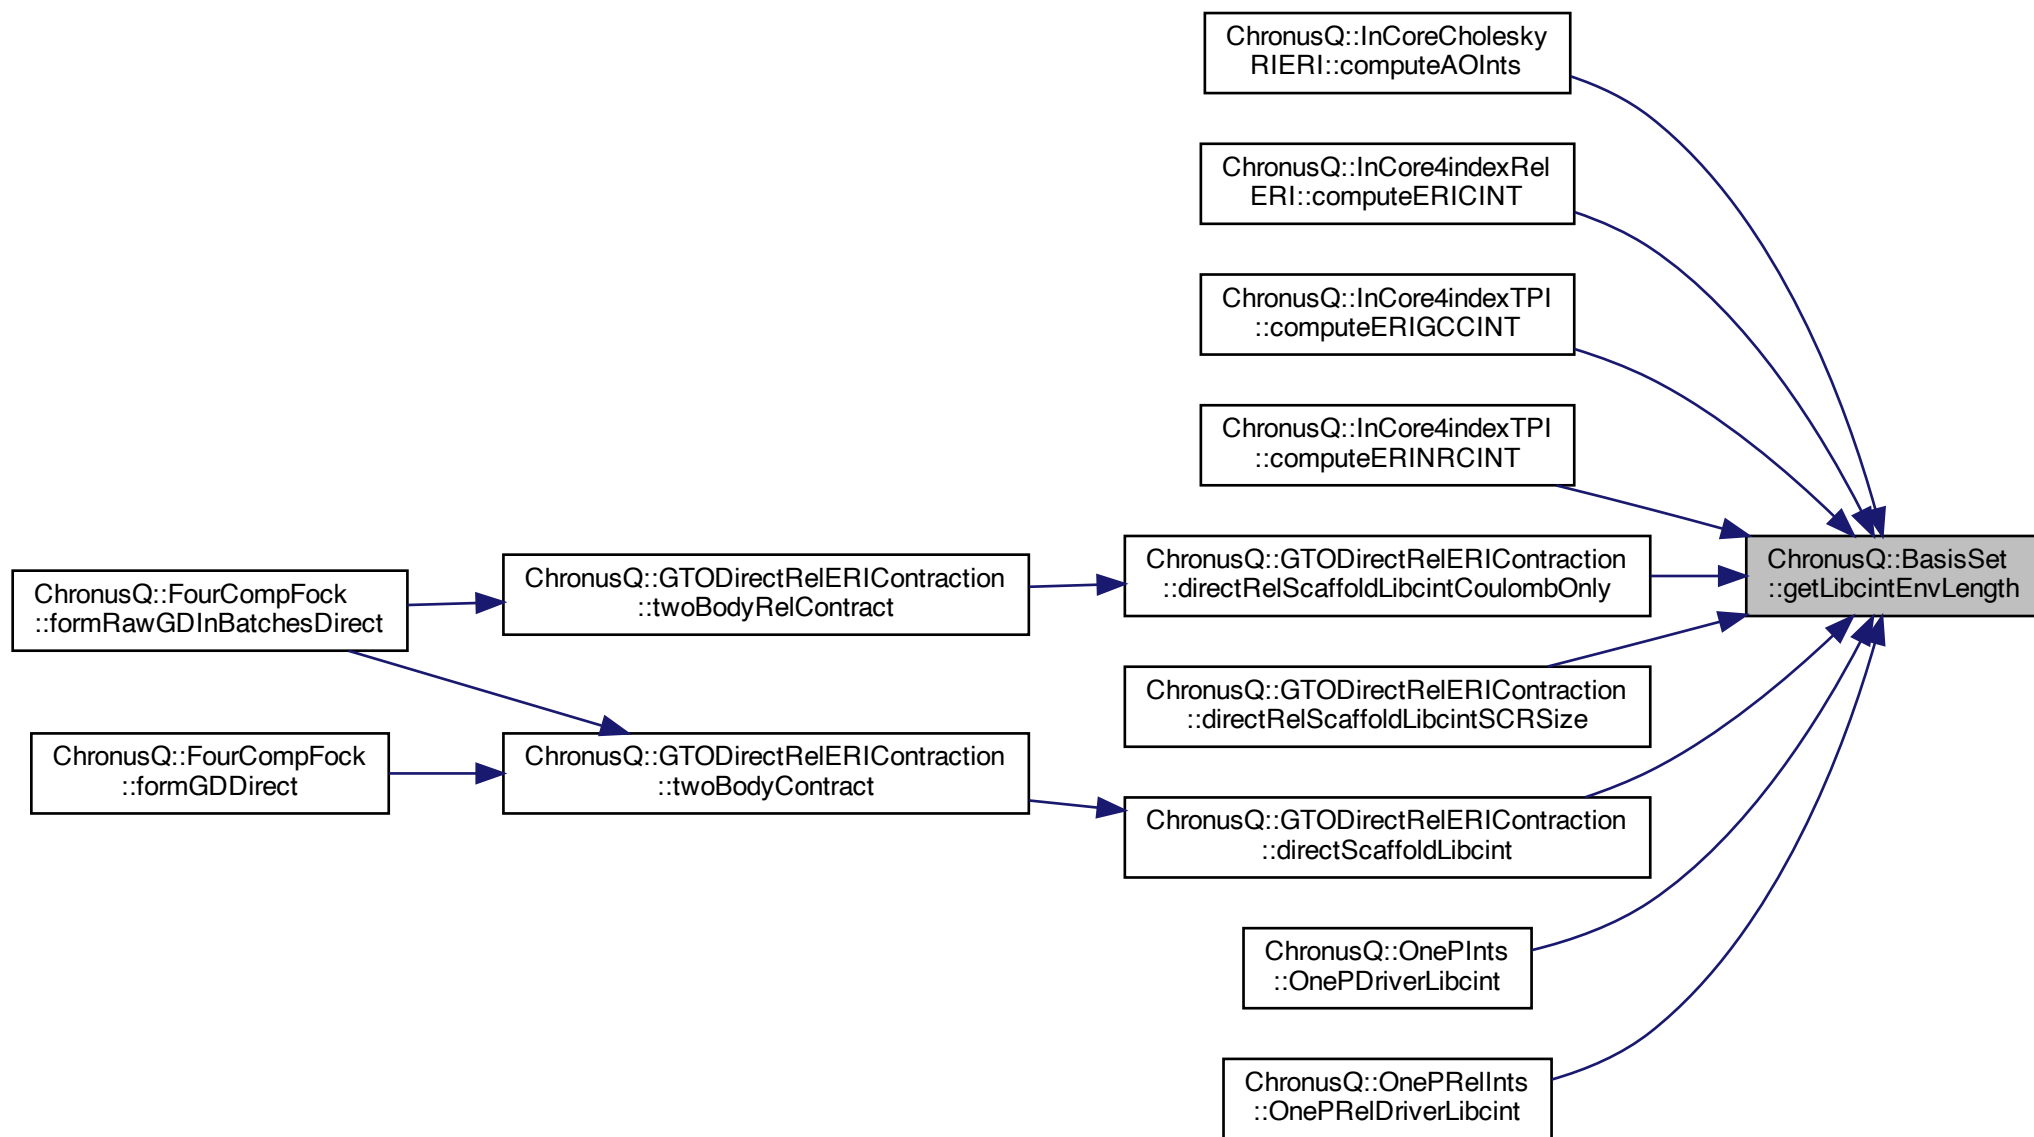 ChronusQ::InCoreCholesky
RIERI::computeAOInts
ChronusQ::InCore4indexRel
ERI::computeERICINT
ChronusQ::InCore4indexTPI
::computeERIGCCINT
ChronusQ::InCore4indexTPI
::computeERINRCINT
ChronusQ::FourCompFock
::formRawGDInBatchesDirect
ChronusQ::GTODirectRelERIContraction
::twoBodyRelContract
ChronusQ::GTODirectRelERIContraction
::directRelScaffoldLibcintCoulombOnly
ChronusQ::BasisSet
::getLibcintEnvLength
ChronusQ::GTODirectRelERIContraction
::directRelScaffoldLibcintSCRSize
ChronusQ::FourCompFock
::formGDDirect
ChronusQ::GTODirectRelERIContraction
::twoBodyContract
ChronusQ::GTODirectRelERIContraction
::directScaffoldLibcint
ChronusQ::OnePInts
::OnePDriverLibcint
ChronusQ::OnePRelInts
::OnePRelDriverLibcint